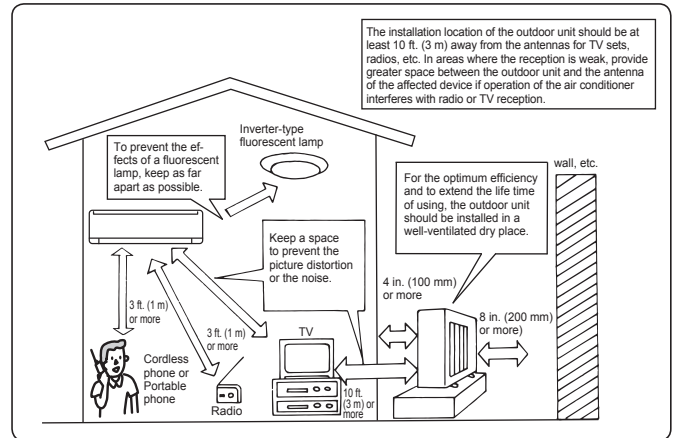 The installation location of the outdoor unit should be at
least 10 ft. (3 m) away from the antennas for TV sets,
radios, etc. In areas where the reception is weak, provide
greater space between the outdoor unit and the antenna
of the affected device if operation of the air conditioner
interferes with radio or TV reception.
Inverter-type
fluorescent lamp
To prevent the ef-
fects of a fluorescent
lamp, keep as far
apart as possible.
wall, etc.
For the optimum efficiency
and to extend the life time
of using, the outdoor unit
should be installed in a
well-ventilated dry place.
Keep a space
to prevent the
picture distortion
or the noise.
4 in. (100 mm)
or more
8 in. (200 mm)
or more)
3 ft. (1 m)
or more
3 ft. (1 m)
or more
TV
Cordless
phone or
Portable
phone
Radio
10 ft.
(3 m) or
more